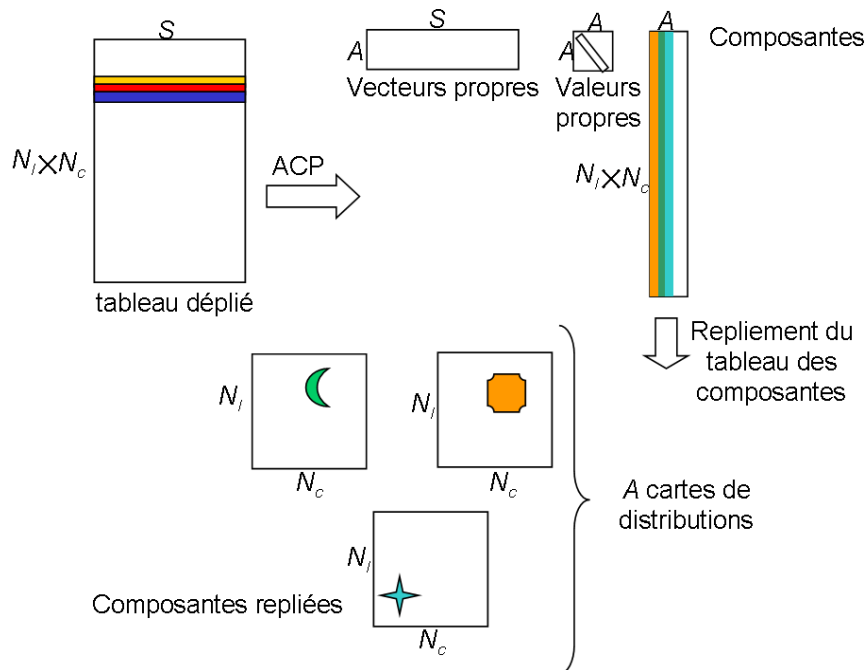 S
N_l×N_c
tableau déplié
ACP
S
A
Vecteurs propres
A
A
Valeurs
propres
A
Composantes
N_l×N_c
Repliement du
tableau des
composantes
N_l
N_c
N_l
N_c
N_l
N_c
Composantes repliées
A cartes de
distributions